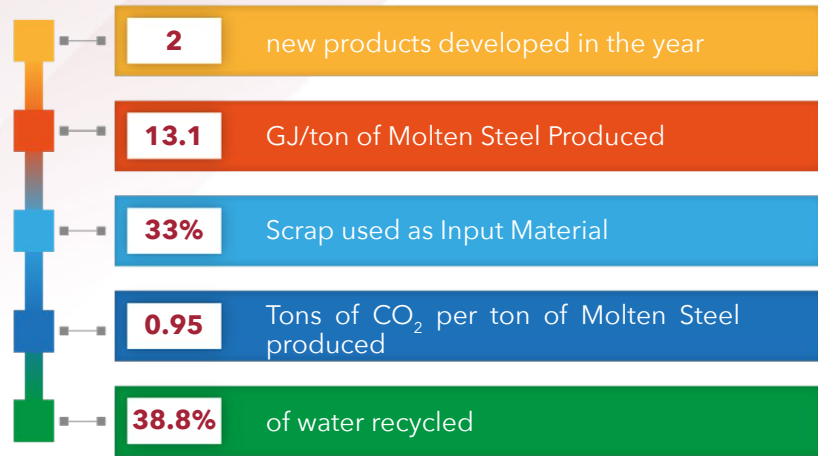 2 new products developed in the year
13.1 GJ/ton of Molten Steel Produced
33% Scrap used as Input Material
0.95 Tons of CO₂ per ton of Molten Steel
produced
38.8% of water recycled